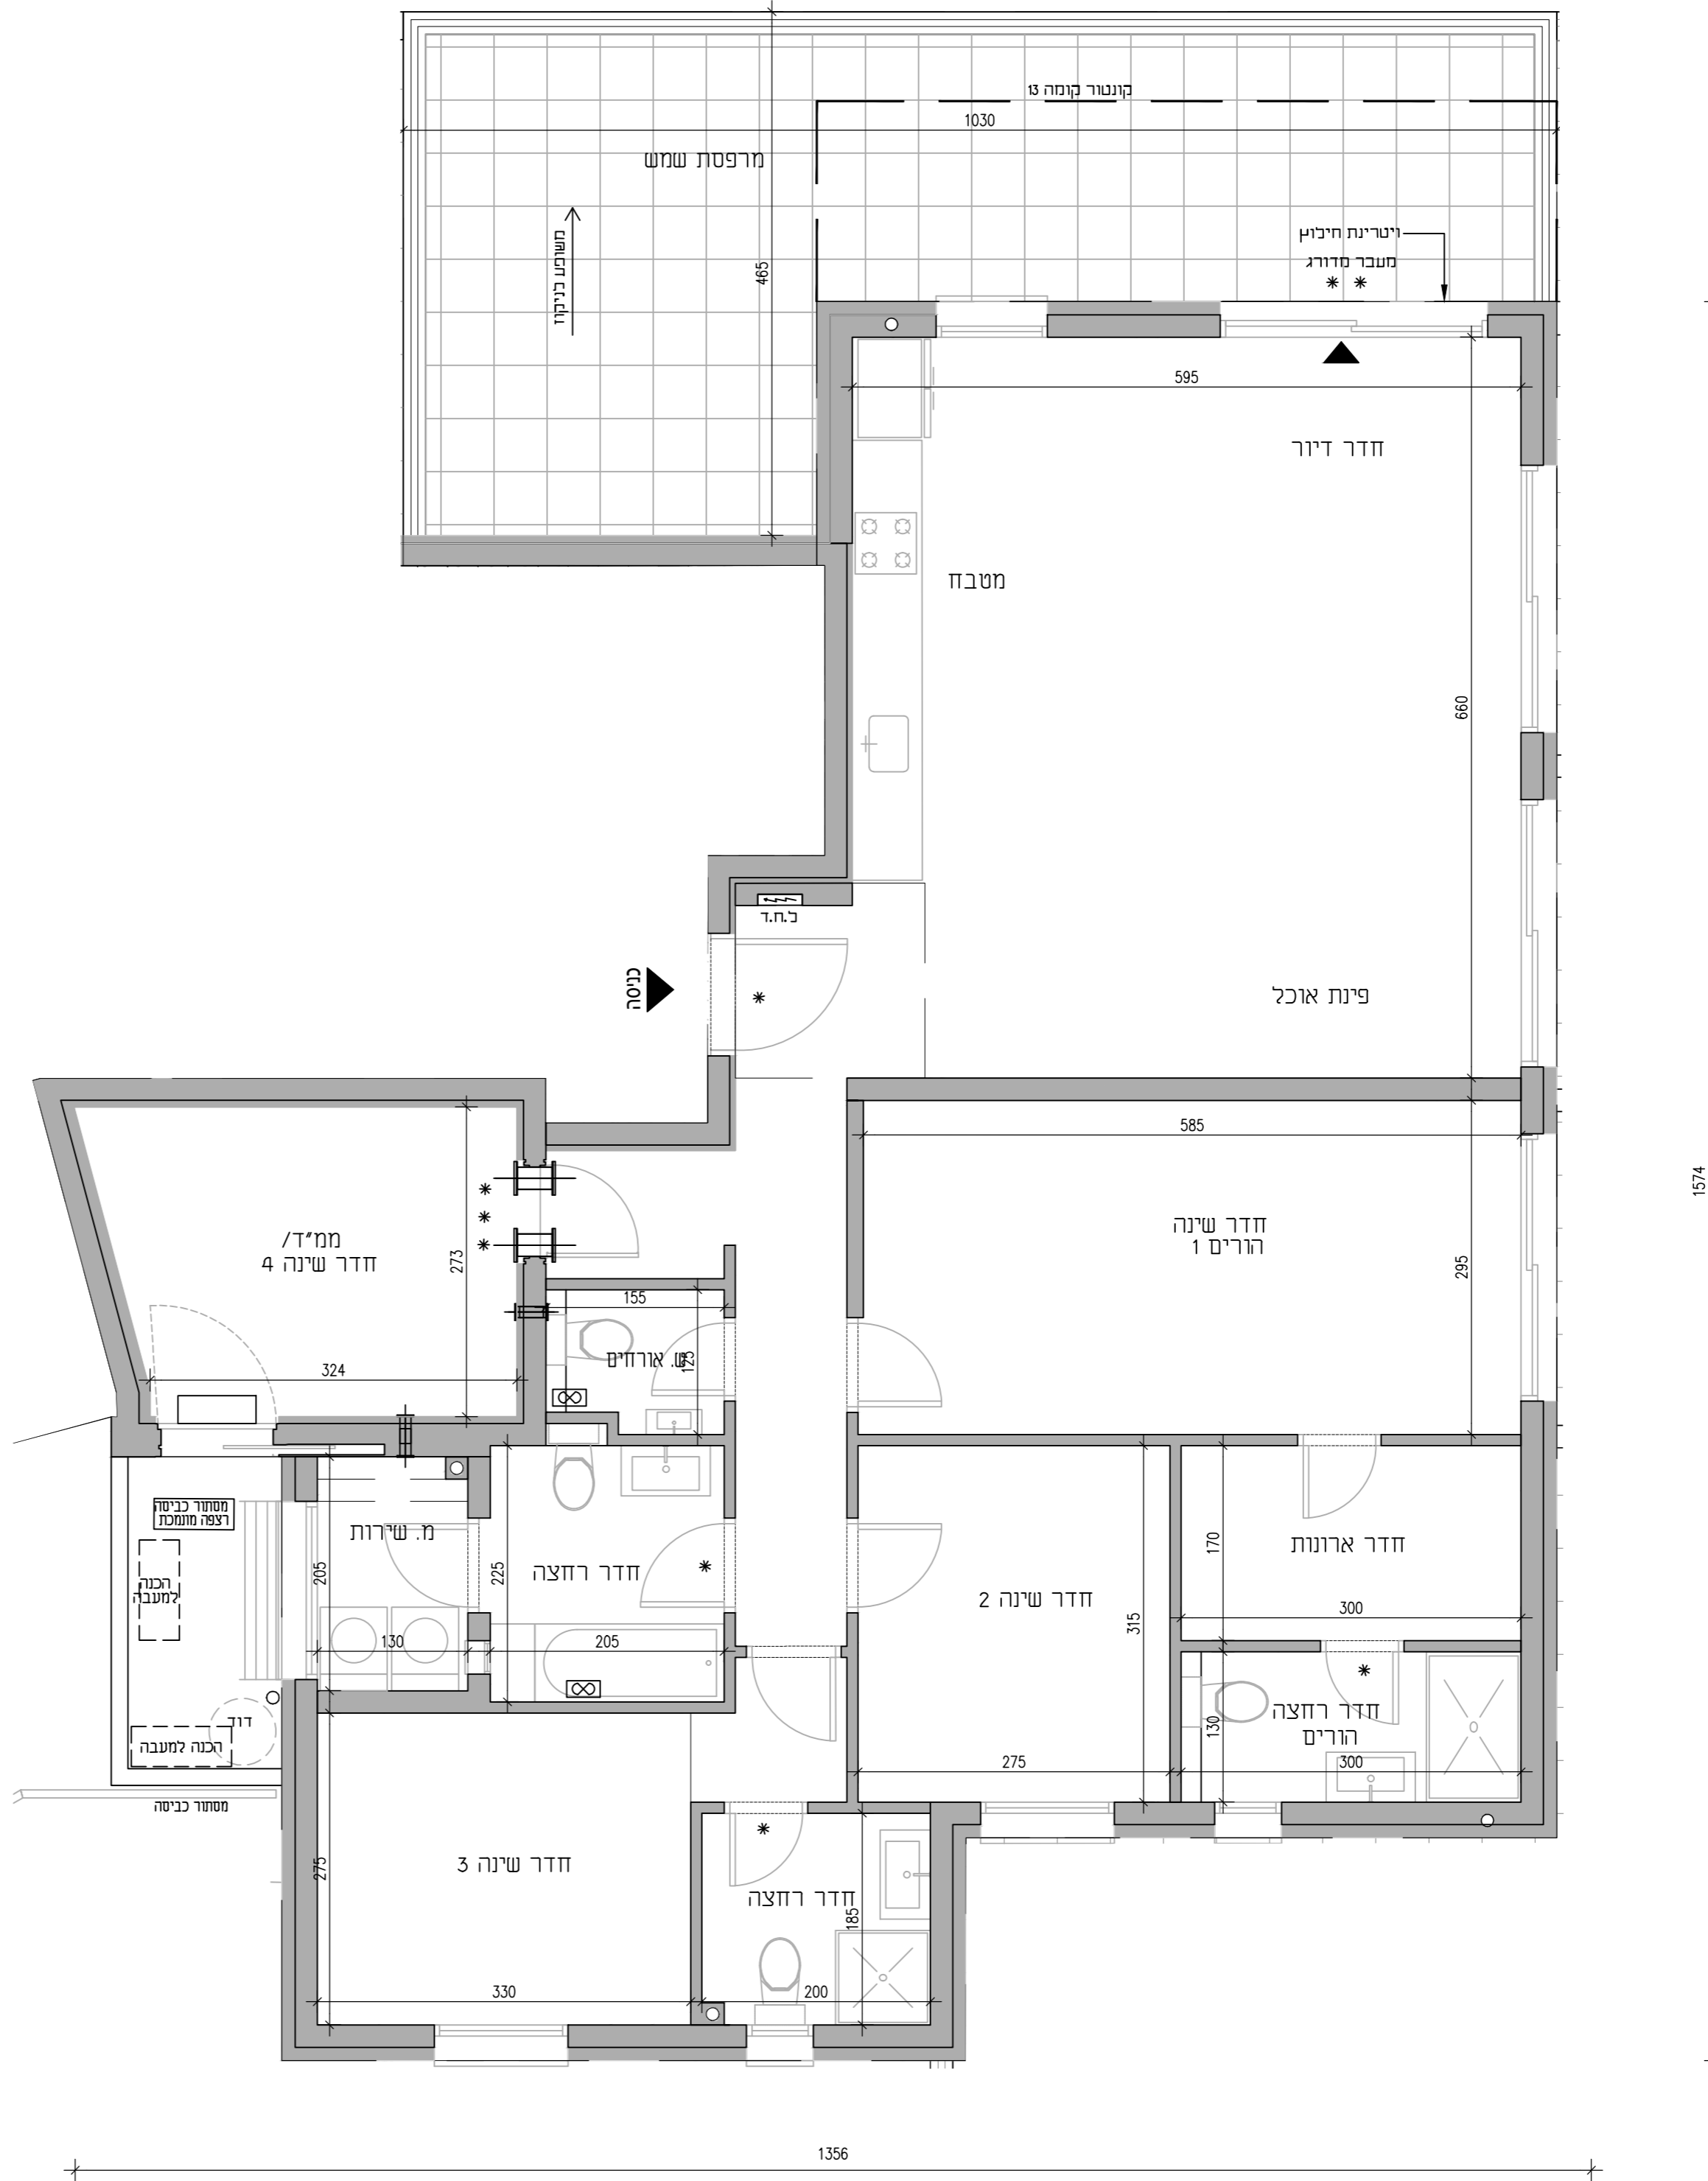 קונטור קומה 13
1030
מרפסת שמש
משופע לניקוז
465
ויטרינת חילוץ
מעבר מדורג
* *
595
חדר דיור
מטבח
660
ל.ח.ד
כניסה
*
פינת אוכל
585
1574
חדר שינה
הורים 1
295
ממ"ד/
חדר שינה 4
273
*
*
*
324
155
ש. אורחים
125
מסתור כביסה
רצפה מונמכת
מ. שירות
205
הכנה
למעבה
חדר רחצה
225
*
130
205
חדר שינה 2
315
275
חדר ארונות
170
300
*
חדר רחצה
הורים
130
300
דוד
הכנה למעבה
מסתור כביסה
חדר שינה 3
275
330
*
חדר רחצה
185
200
1356